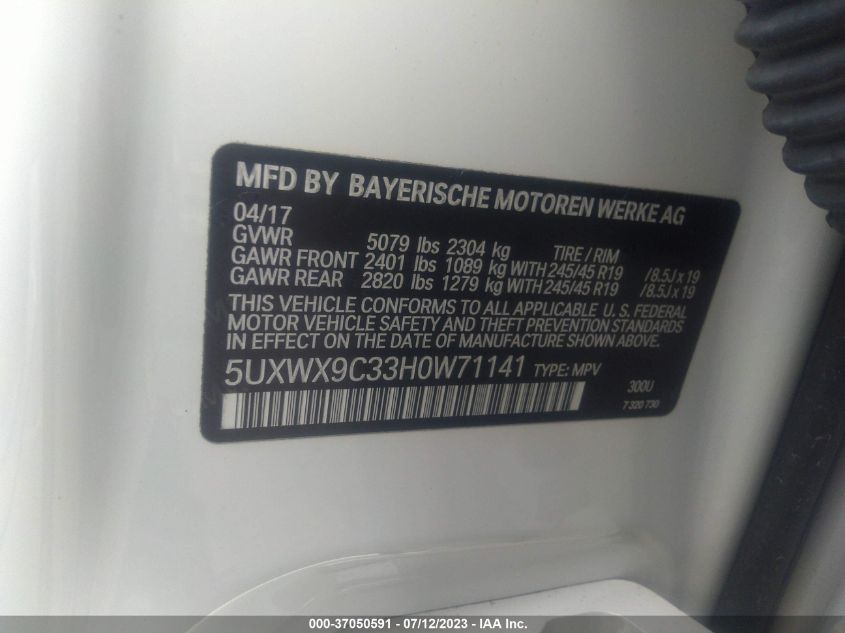 MFD BY BAYERISCHE MOTOREN WERKE AG
04/17
GVWR 5079 lbs 2304 kg TIRE / RIM
GAWR FRONT 2401 lbs 1089 kg WITH 245/45 R19 /8.5J x 19
GAWR REAR 2820 lbs 1279 kg WITH 245/45 R19 /8.5J x 19
THIS VEHICLE CONFORMS TO ALL APPLICABLE U. S. FEDERAL
MOTOR VEHICLE SAFETY AND THEFT PREVENTION STANDARDS
IN EFFECT ON THE DATE OF MANUFACTURE SHOWN ABOVE.
5UXWX9C33H0W71141 TYPE: MPV
300U
7 320 730
000-37050591 - 07/12/2023 - IAA Inc.